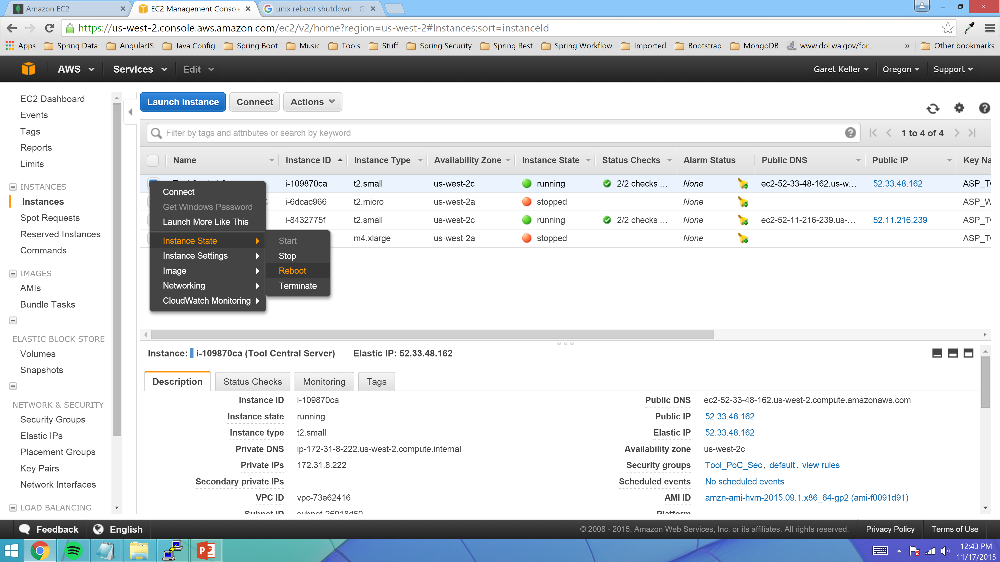 Amazon EC2
EC2 Management Console
unix reboot shutdown - G
https://us-west-2.console.aws.amazon.com/ec2/v2/home?region=us-west-2#Instances:sort=instanceId
Apps Spring Data AngularJS Java Config Spring Boot Music Tools Stuff Spring Security Spring Rest Spring Workflow Imported Bootstrap MongoDB www.dol.wa.gov/for... » Other bookmarks
AWS Services Edit Garet Keller Oregon Support
EC2 Dashboard
Events
Tags
Reports
Limits
INSTANCES
Instances
Spot Requests
Reserved Instances
Commands
IMAGES
AMIs
Bundle Tasks
ELASTIC BLOCK STORE
Volumes
Snapshots
NETWORK & SECURITY
Security Groups
Elastic IPs
Placement Groups
Key Pairs
Network Interfaces
LOAD BALANCING
Launch Instance Connect Actions
Filter by tags and attributes or search by keyword
1 to 4 of 4
Name Instance ID Instance Type Availability Zone Instance State Status Checks Alarm Status Public DNS Public IP Key Na
i-109870ca t2.small us-west-2c running 2/2 checks ... None ec2-52-33-48-162.us-w... 52.33.48.162 ASP_T
i-6dcac966 t2.micro us-west-2a stopped None ASP_W
i-8432775f t2.small us-west-2c running 2/2 checks ... None ec2-52-11-216-239.us-... 52.11.216.239 ASP_T
m4.xlarge us-west-2a stopped None ASP_T
Connect
Get Windows Password
Launch More Like This
Instance State
Instance Settings
Image
Networking
CloudWatch Monitoring
Start
Stop
Reboot
Terminate
Instance: i-109870ca (Tool Central Server) Elastic IP: 52.33.48.162
Description Status Checks Monitoring Tags
Instance ID i-109870ca
Instance state running
Instance type t2.small
Private DNS ip-172-31-8-222.us-west-2.compute.internal
Private IPs 172.31.8.222
Secondary private IPs
VPC ID vpc-73e62416
Subnet ID subnet-26918d60
Public DNS ec2-52-33-48-162.us-west-2.compute.amazonaws.com
Public IP 52.33.48.162
Elastic IP 52.33.48.162
Availability zone us-west-2c
Security groups Tool_PoC_Sec, default. view rules
Scheduled events No scheduled events
AMI ID amzn-ami-hvm-2015.09.1.x86_64-gp2 (ami-f0091d91)
Platform
Feedback English
© 2008 - 2015, Amazon Web Services, Inc. or its affiliates. All rights reserved. Privacy Policy Terms of Use
12:43 PM
11/17/2015